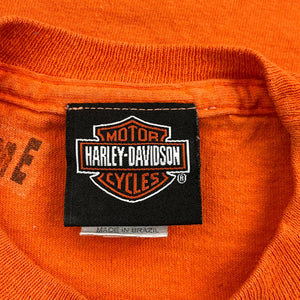 MOTOR
HARLEY-DAVIDSON
CYCLES
®
MADE IN BRAZIL